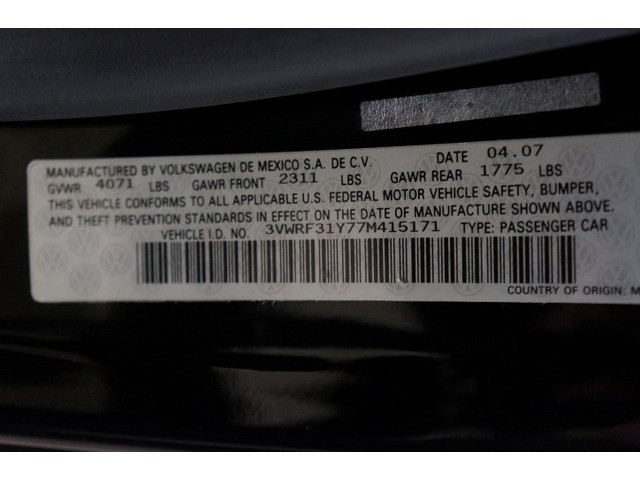 MANUFACTURED BY VOLKSWAGEN DE MEXICO S.A. DE C.V. DATE 04.07
GVWR 4071 LBS GAWR FRONT 2311 LBS GAWR REAR 1775 LBS
THIS VEHICLE CONFORMS TO ALL APPLICABLE U.S. FEDERAL MOTOR VEHICLE SAFETY, BUMPER,
AND THEFT PREVENTION STANDARDS IN EFFECT ON THE DATE OF MANUFACTURE SHOWN ABOVE.
VEHICLE I.D. NO. 3VWRF31Y77M415171 TYPE: PASSENGER CAR
COUNTRY OF ORIGIN: M